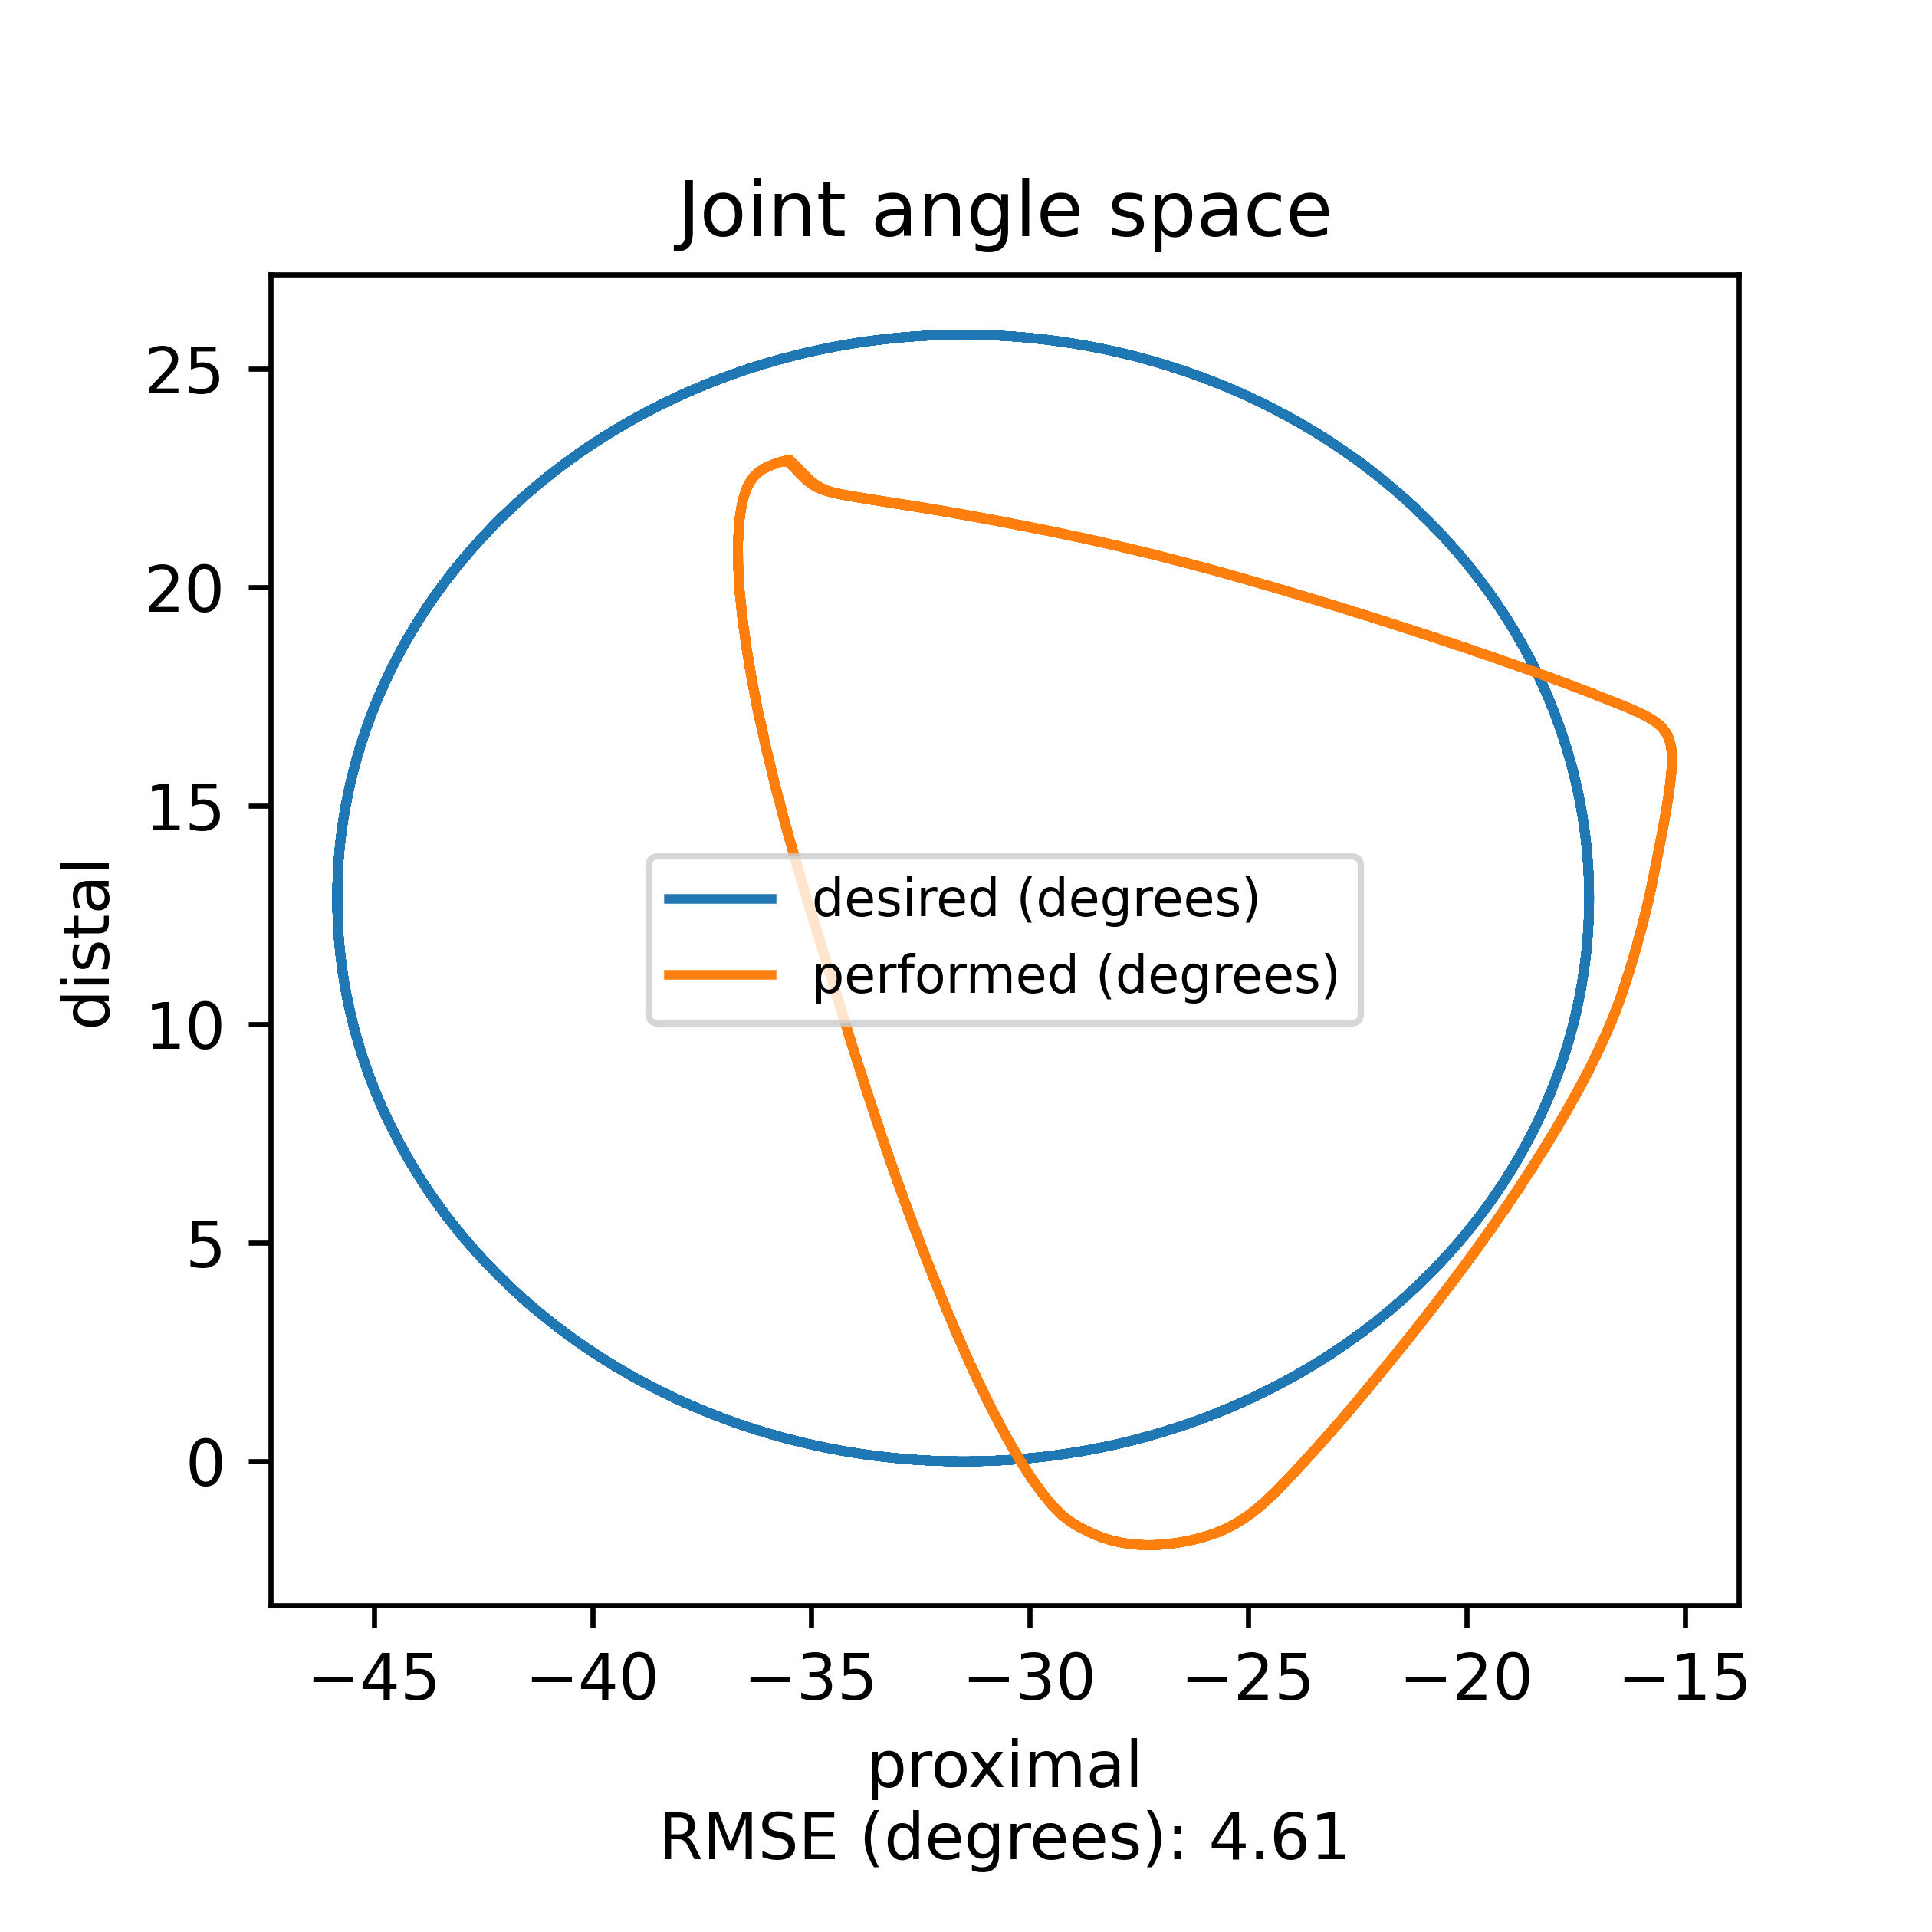 Joint angle space
25
20
15
10
5
0
distal
desired (degrees)
performed (degrees)
−45 −40 −35 −30 −25 −20 −15
proximal
RMSE (degrees): 4.61